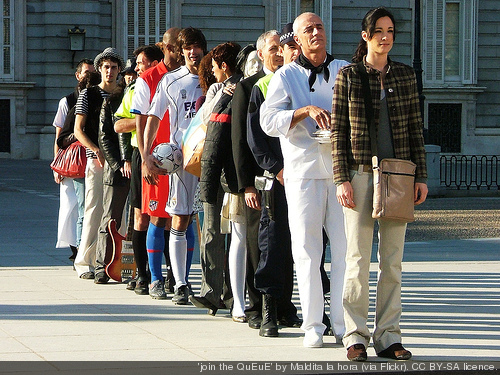 'join the QuEuE' by Maldita la hora (via Flickr). CC BY-SA licence